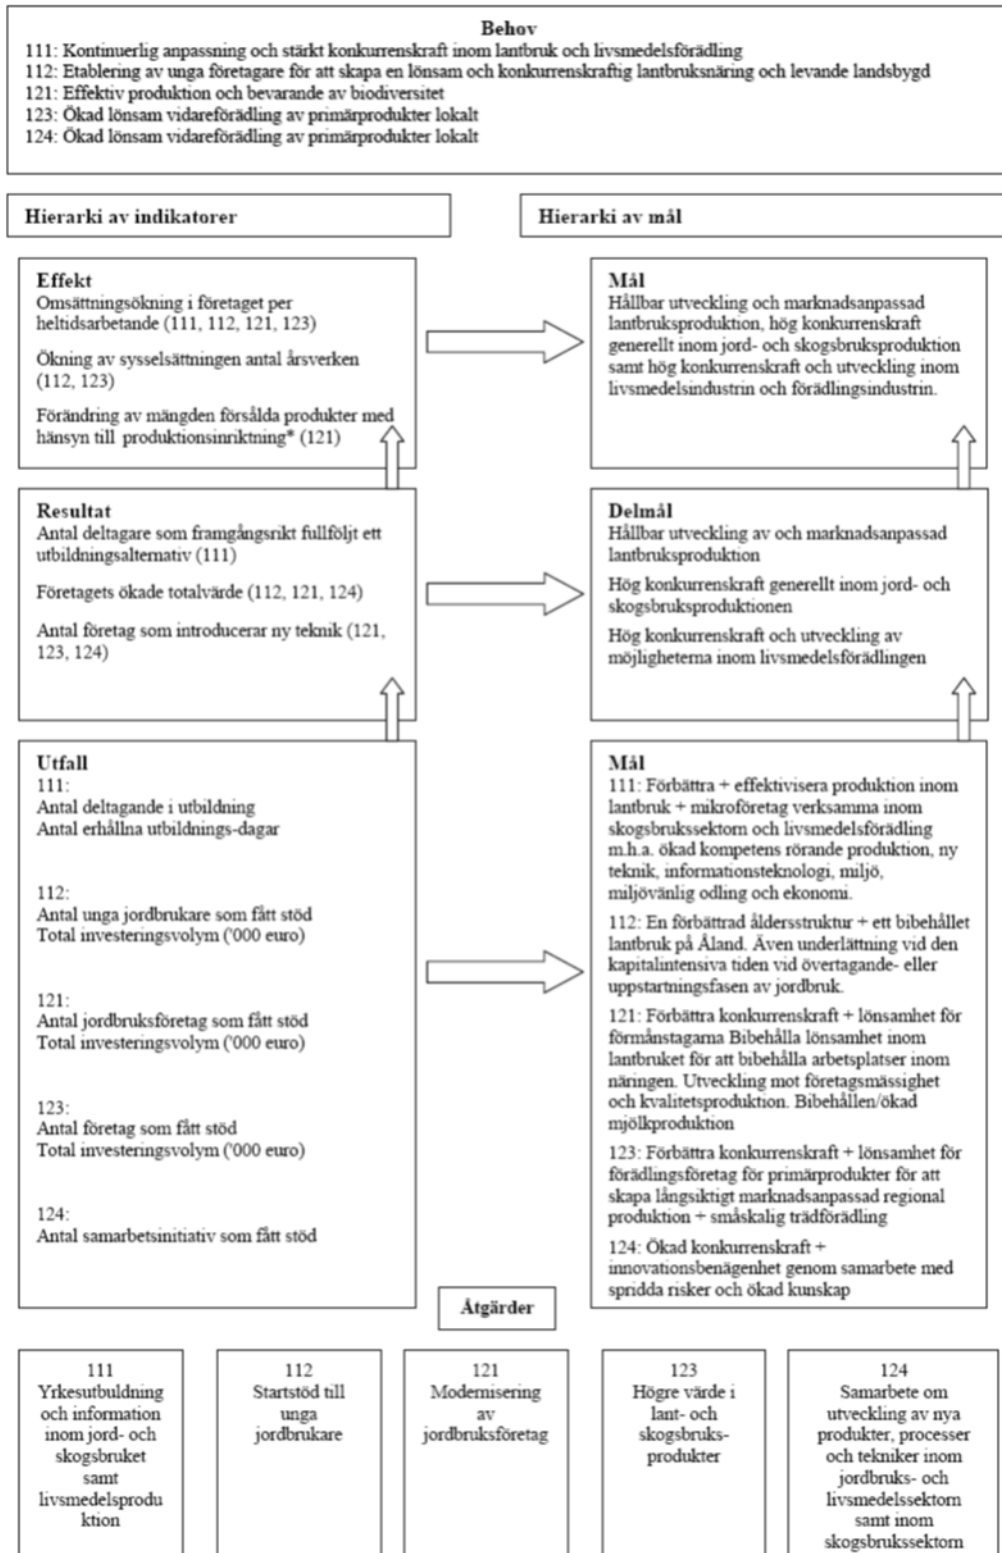 Behov
111: Kontinuerlig anpassning och stärkt konkurrenskraft inom lantbruk och livsmedelsförädling
112: Etablering av unga företagare för att skapa en lönsam och konkurrenskraftig lantbruksnäring och levande landsbygd
121: Effektiv produktion och bevarande av biodiversitet
123: Ökad lönsam vidareförädling av primärprodukter lokalt
124: Ökad lönsam vidareförädling av primärprodukter lokalt
Hierarki av indikatorer
Hierarki av mål
Effekt
Omsättningsökning i företaget per
heltidsarbetande (111, 112, 121, 123)
Ökning av sysselsättningen antal årsverken
(112, 123)
Förändring av mängden försålda produkter med
hänsyn till produktionsinriktning* (121)
Mål
Hållbar utveckling och marknadsanpassad
lantbruksproduktion, hög konkurrenskraft
generellt inom jord- och skogsbruksproduktion
samt hög konkurrenskraft och utveckling inom
livsmedelsindustrin och förädlingsindustrin.
Resultat
Antal deltagare som framgångsrikt fullföljt ett
utbildningsalternativ (111)
Företagets ökade totalvärde (112, 121, 124)
Antal företag som introducerar ny teknik (121,
123, 124)
Delmål
Hållbar utveckling av och marknadsanpassad
lantbruksproduktion
Hög konkurrenskraft generellt inom jord- och
skogsbruksproduktionen
Hög konkurrenskraft och utveckling av
möjligheterna inom livsmedelsförädlingen
Utfall
111:
Antal deltagande i utbildning
Antal erhållna utbildnings-dagar
112:
Antal unga jordbrukare som fått stöd
Total investeringsvolym ('000 euro)
121:
Antal jordbruksföretag som fått stöd
Total investeringsvolym ('000 euro)
123:
Antal företag som fått stöd
Total investeringsvolym ('000 euro)
124:
Antal samarbetsinitiativ som fått stöd
Mål
111: Förbättra + effektivisera produktion inom
lantbruk + mikroföretag verksamma inom
skogsbrukssektorn och livsmedelsförädling
m.h.a. ökad kompetens rörande produktion, ny
teknik, informationsteknologi, miljö,
miljövänlig odling och ekonomi.
112: En förbättrad åldersstruktur + ett bibehållet
lantbruk på Åland. Även underlättning vid den
kapitalintensiva tiden vid övertagande- eller
uppstartningsfasen av jordbruk.
121: Förbättra konkurrenskraft + lönsamhet för
förmånstagarna Bibehålla lönsamhet inom
lantbruket för att bibehålla arbetsplatser inom
näringen. Utveckling mot företagsmässighet
och kvalitetsproduktion. Bibehållen/ökad
mjölkproduktion
123: Förbättra konkurrenskraft + lönsamhet för
förädlingsföretag för primärprodukter för att
skapa långsiktigt marknadsanpassad regional
produktion + småskalig trädförädling
124: Ökad konkurrenskraft +
innovationsbenägenhet genom samarbete med
spridda risker och ökad kunskap
Åtgärder
111
Yrkesutbuldning
och information
inom jord- och
skogsbruket
samt
livsmedelsprodu
ktion
112
Startstöd till
unga
jordbrukare
121
Modernisering
av
jordbruksföretag
123
Högre värde i
lant- och
skogsbruks-
produkter
124
Samarbete om
utveckling av nya
produkter, processer
och tekniker inom
jordbruks- och
livsmedelssektorn
samt inom
skogsbrukssektorn